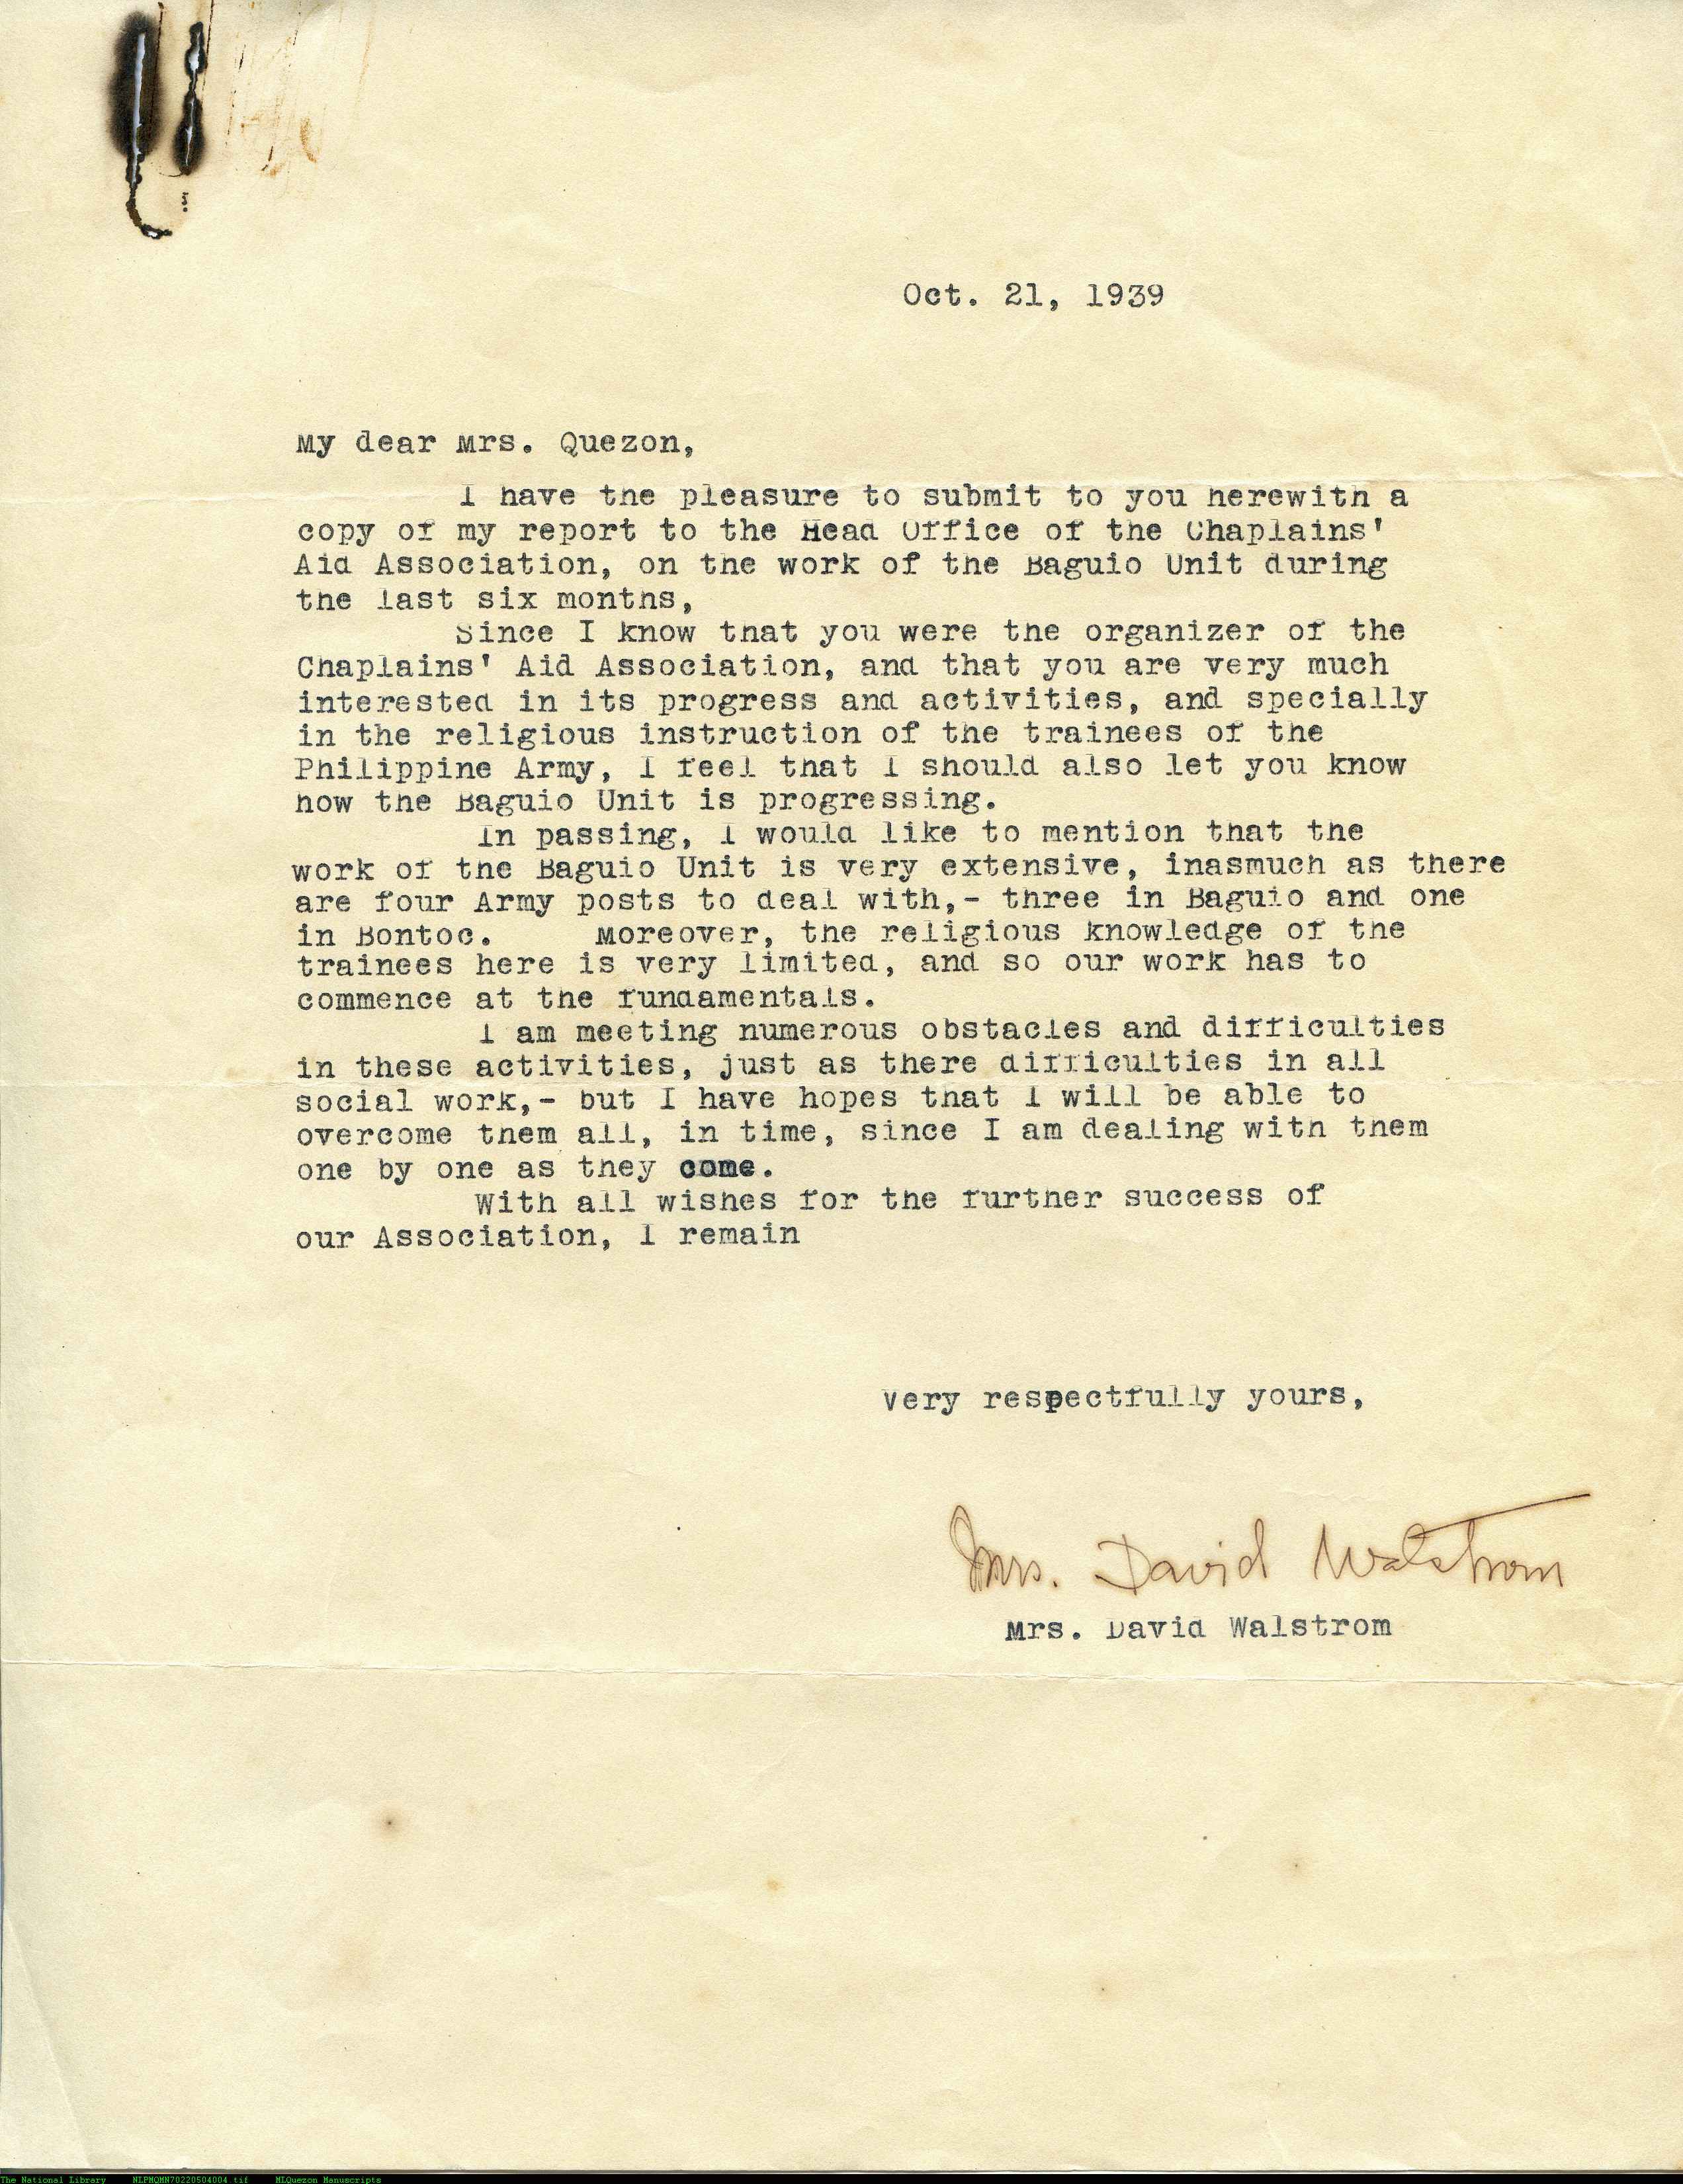 Oct. 21, 1939
My dear Mrs. Quezon,
I have the pleasure to submit to you herewith a
copy of my report to the Head Office of the Chaplains'
Aid Association, on the work of the Baguio Unit during
the last six months,
Since I know that you were the organizer of the
Chaplains' Aid Association, and that you are very much
interested in its progress and activities, and specially
in the religious instruction of the trainees of the
Philippine Army, I feel that I should also let you know
how the Baguio Unit is progressing.
In passing, I would like to mention that the
work of the Baguio Unit is very extensive, inasmuch as there
are four Army posts to deal with,- three in Baguio and one
in Bontoc. Moreover, the religious knowledge of the
trainees here is very limited, and so our work has to
commence at the fundamentals.
I am meeting numerous obstacles and difficulties
in these activities, just as there difficulties in all
social work,- but I have hopes that I will be able to
overcome them all, in time, since I am dealing with them
one by one as they come.
With all wishes for the further success of
our Association, I remain
Very respectfully yours,
Mrs. David Walstrom
Mrs. David Walstrom
The National Library NLPMQMN70220504004.tif MLQuezon Manuscripts